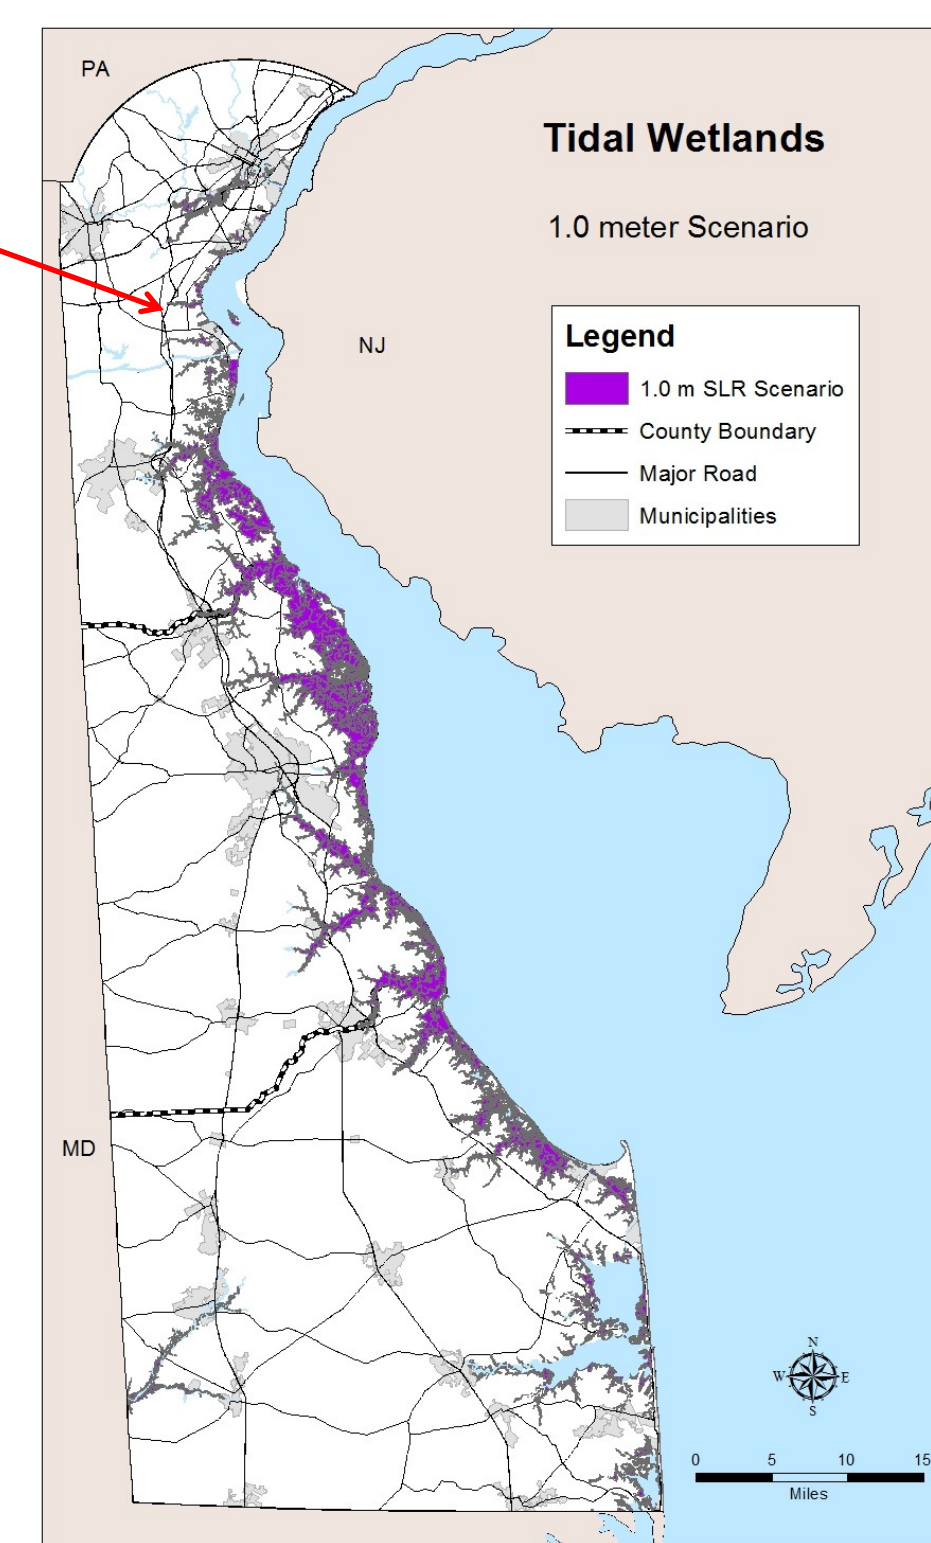 PA
Tidal Wetlands
1.0 meter Scenario
NJ
Legend
1.0 m SLR Scenario
County Boundary
Major Road
Municipalities
MD
N
W E
S
0 5 10 15
Miles